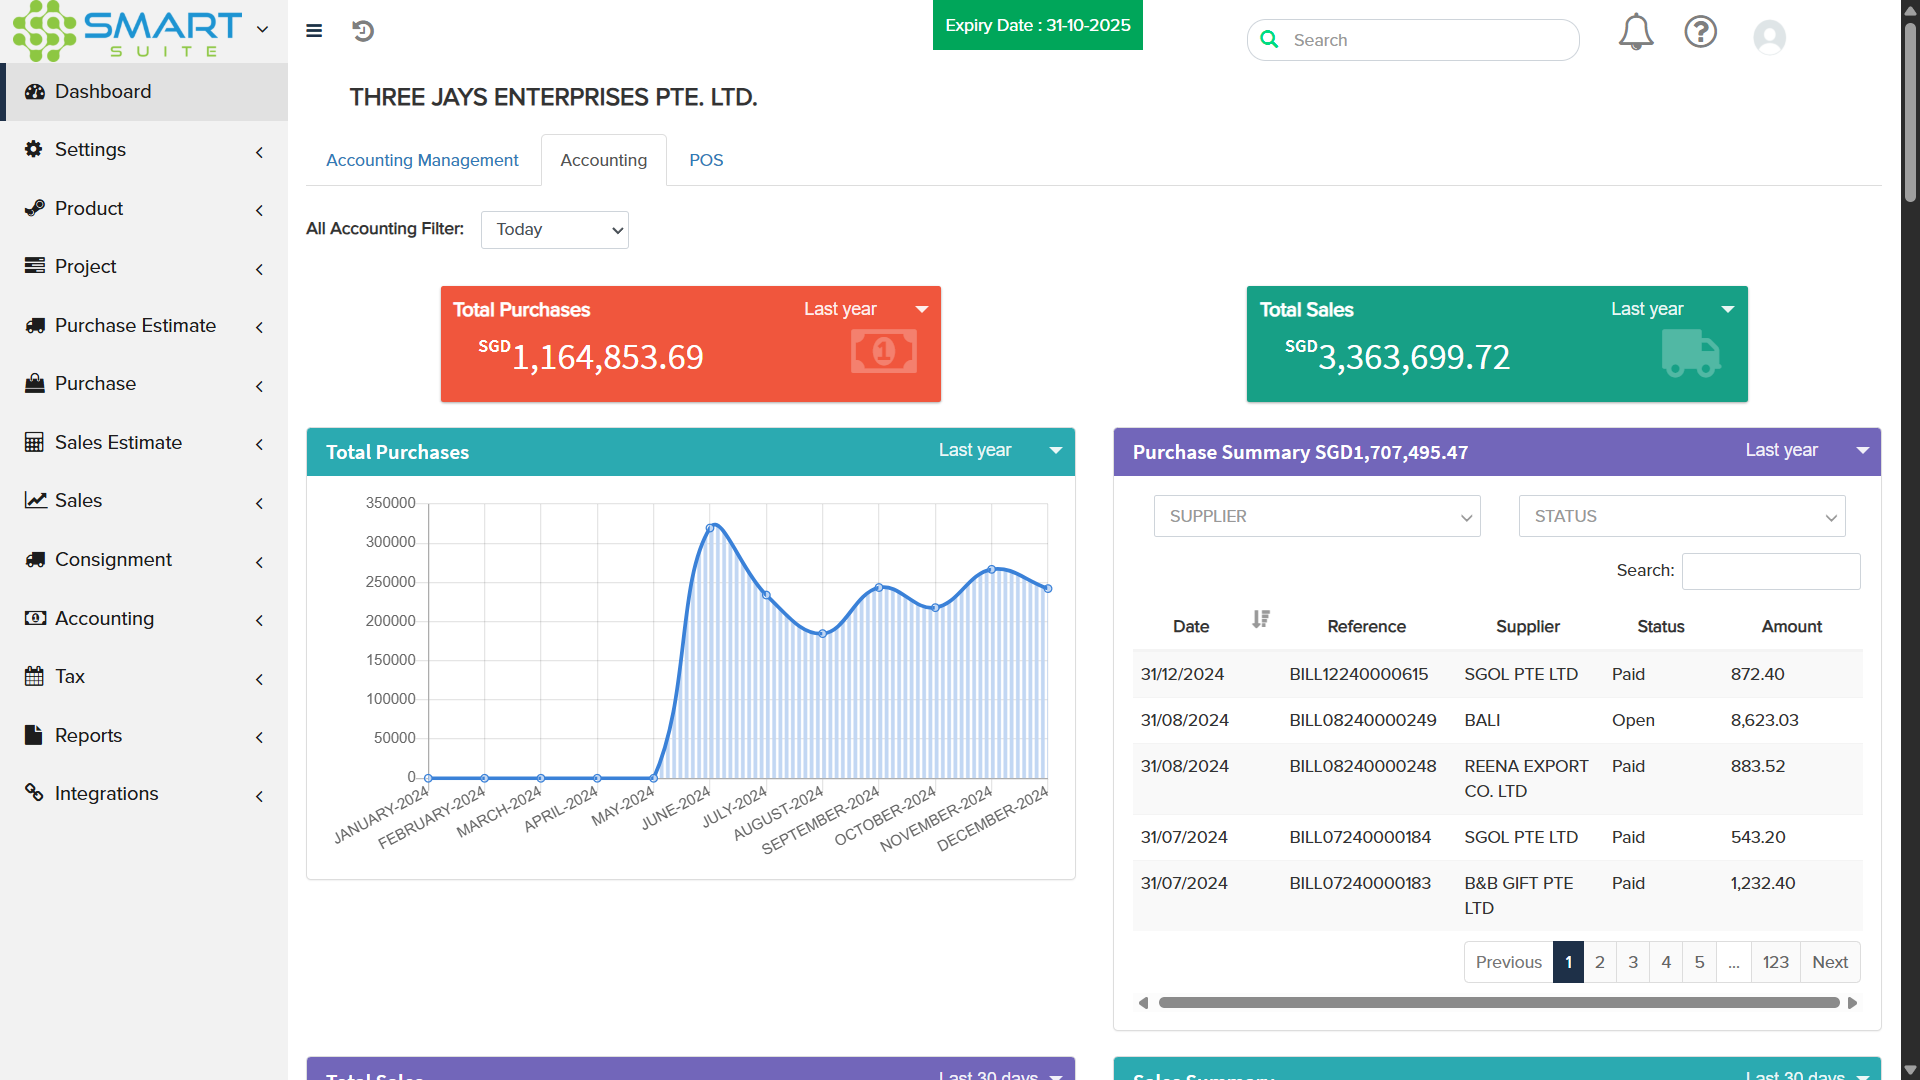 SMART
SUITE
Expiry Date : 31-10-2025
Search
Dashboard
Settings
Product
Project
Purchase Estimate
Purchase
Sales Estimate
Sales
Consignment
Accounting
Tax
Reports
Integrations
THREE JAYS ENTERPRISES PTE. LTD.
Accounting Management Accounting POS
All Accounting Filter: Today
Total Purchases Last year
SGD1,164,853.69
Total Sales Last year
SGD3,363,699.72
Total Purchases Last year
350000
300000
250000
200000
150000
100000
50000
0
JANUARY-2024
FEBRUARY-2024
MARCH-2024
APRIL-2024
MAY-2024
JUNE-2024
JULY-2024
AUGUST-2024
SEPTEMBER-2024
OCTOBER-2024
NOVEMBER-2024
DECEMBER-2024
Purchase Summary SGD1,707,495.47 Last year
SUPPLIER STATUS
Search:
Date Reference Supplier Status Amount
31/12/2024 BILL12240000615 SGOL PTE LTD Paid 872.40
31/08/2024 BILL08240000249 BALI Open 8,623.03
31/08/2024 BILL08240000248 REENA EXPORT Paid 883.52
CO. LTD
31/07/2024 BILL07240000184 SGOL PTE LTD Paid 543.20
31/07/2024 BILL07240000183 B&B GIFT PTE Paid 1,232.40
LTD
Previous 1 2 3 4 5 ... 123 Next
Total Sales Last 30 days
Sales Summary Last 30 days